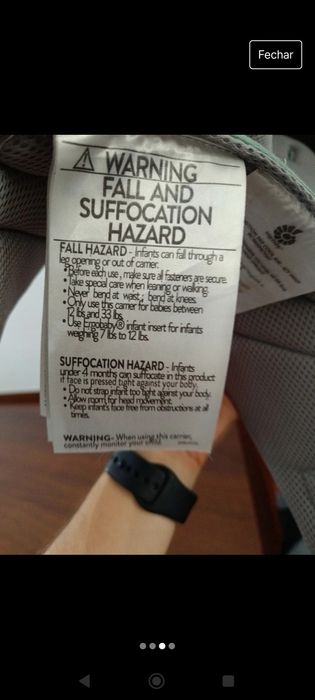 Fechar
WARNING
FALL AND
SUFFOCATION
HAZARD
FALL HAZARD - Infants can fall through a
leg opening or out of carrier.
• Before each use, make sure all fasteners are secure.
• Take special care when leaning or walking.
• Never bend at waist; bend at knees.
• Only use this carrier for babies between
12 lbs and 33 lbs.
• Use Ergobaby® infant insert for infants
weighing 7 lbs to 12 lbs.
SUFFOCATION HAZARD - Infants
under 4 months can suffocate in this product
if face is pressed tight against your body.
• Do not strap infant too tight against your body.
• Allow room for head movement.
• Keep infant's face free from obstructions at all
times.
WARNING- When using this carrier,
constantly monitor your child.